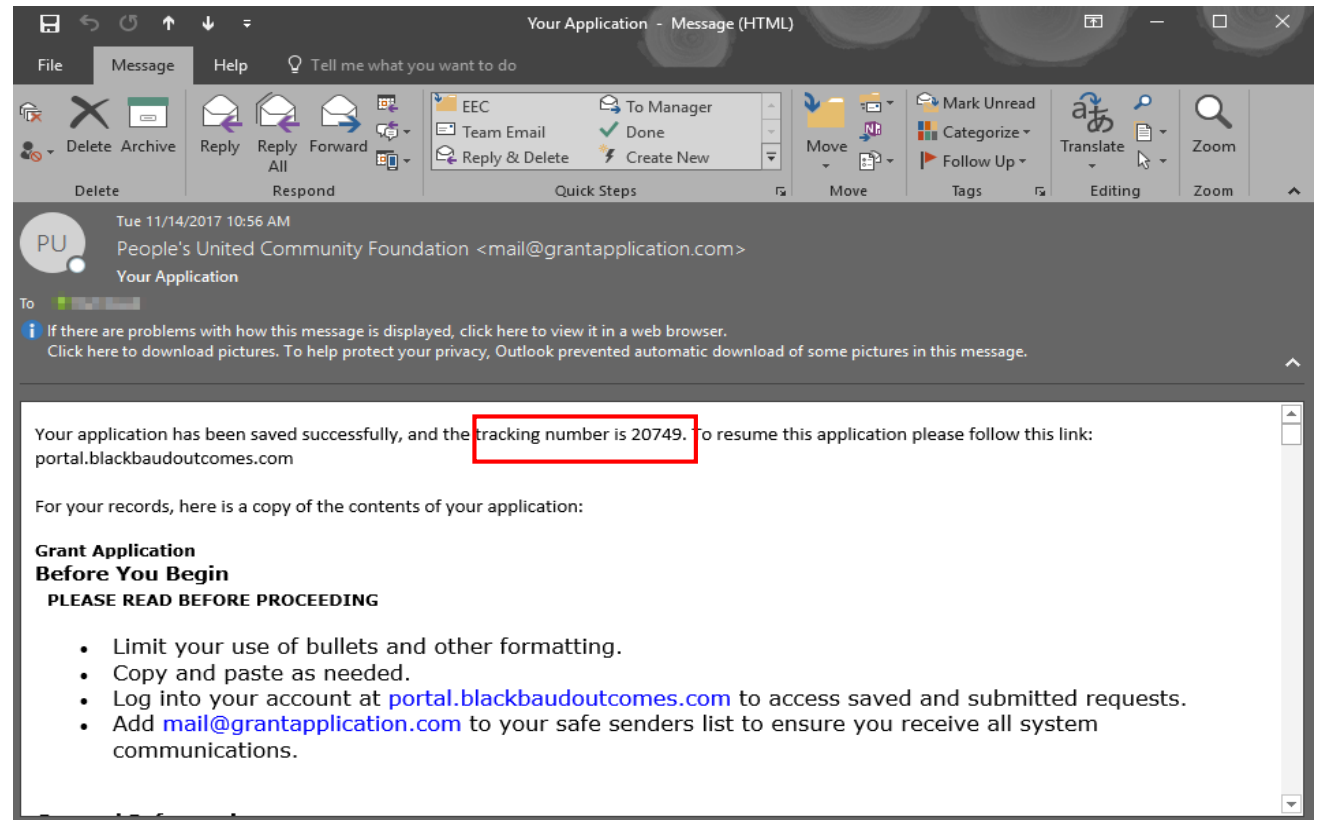 Your Application - Message (HTML)
File Message Help Tell me what you want to do
EEC To Manager Mark Unread
Team Email Done Categorize
Delete Archive Reply Reply All Forward Reply & Delete Create New Move Follow Up Translate Zoom
Delete Respond Quick Steps Move Tags Editing Zoom
Tue 11/14/2017 10:56 AM
PU
People's United Community Foundation <mail@grantapplication.com>
Your Application
To
If there are problems with how this message is displayed, click here to view it in a web browser.
Click here to download pictures. To help protect your privacy, Outlook prevented automatic download of some pictures in this message.
Your application has been saved successfully, and the tracking number is 20749. To resume this application please follow this link:
portal.blackbaudoutcomes.com
For your records, here is a copy of the contents of your application:
Grant Application
Before You Begin
PLEASE READ BEFORE PROCEEDING
• Limit your use of bullets and other formatting.
• Copy and paste as needed.
• Log into your account at portal.blackbaudoutcomes.com to access saved and submitted requests.
• Add mail@grantapplication.com to your safe senders list to ensure you receive all system
communications.